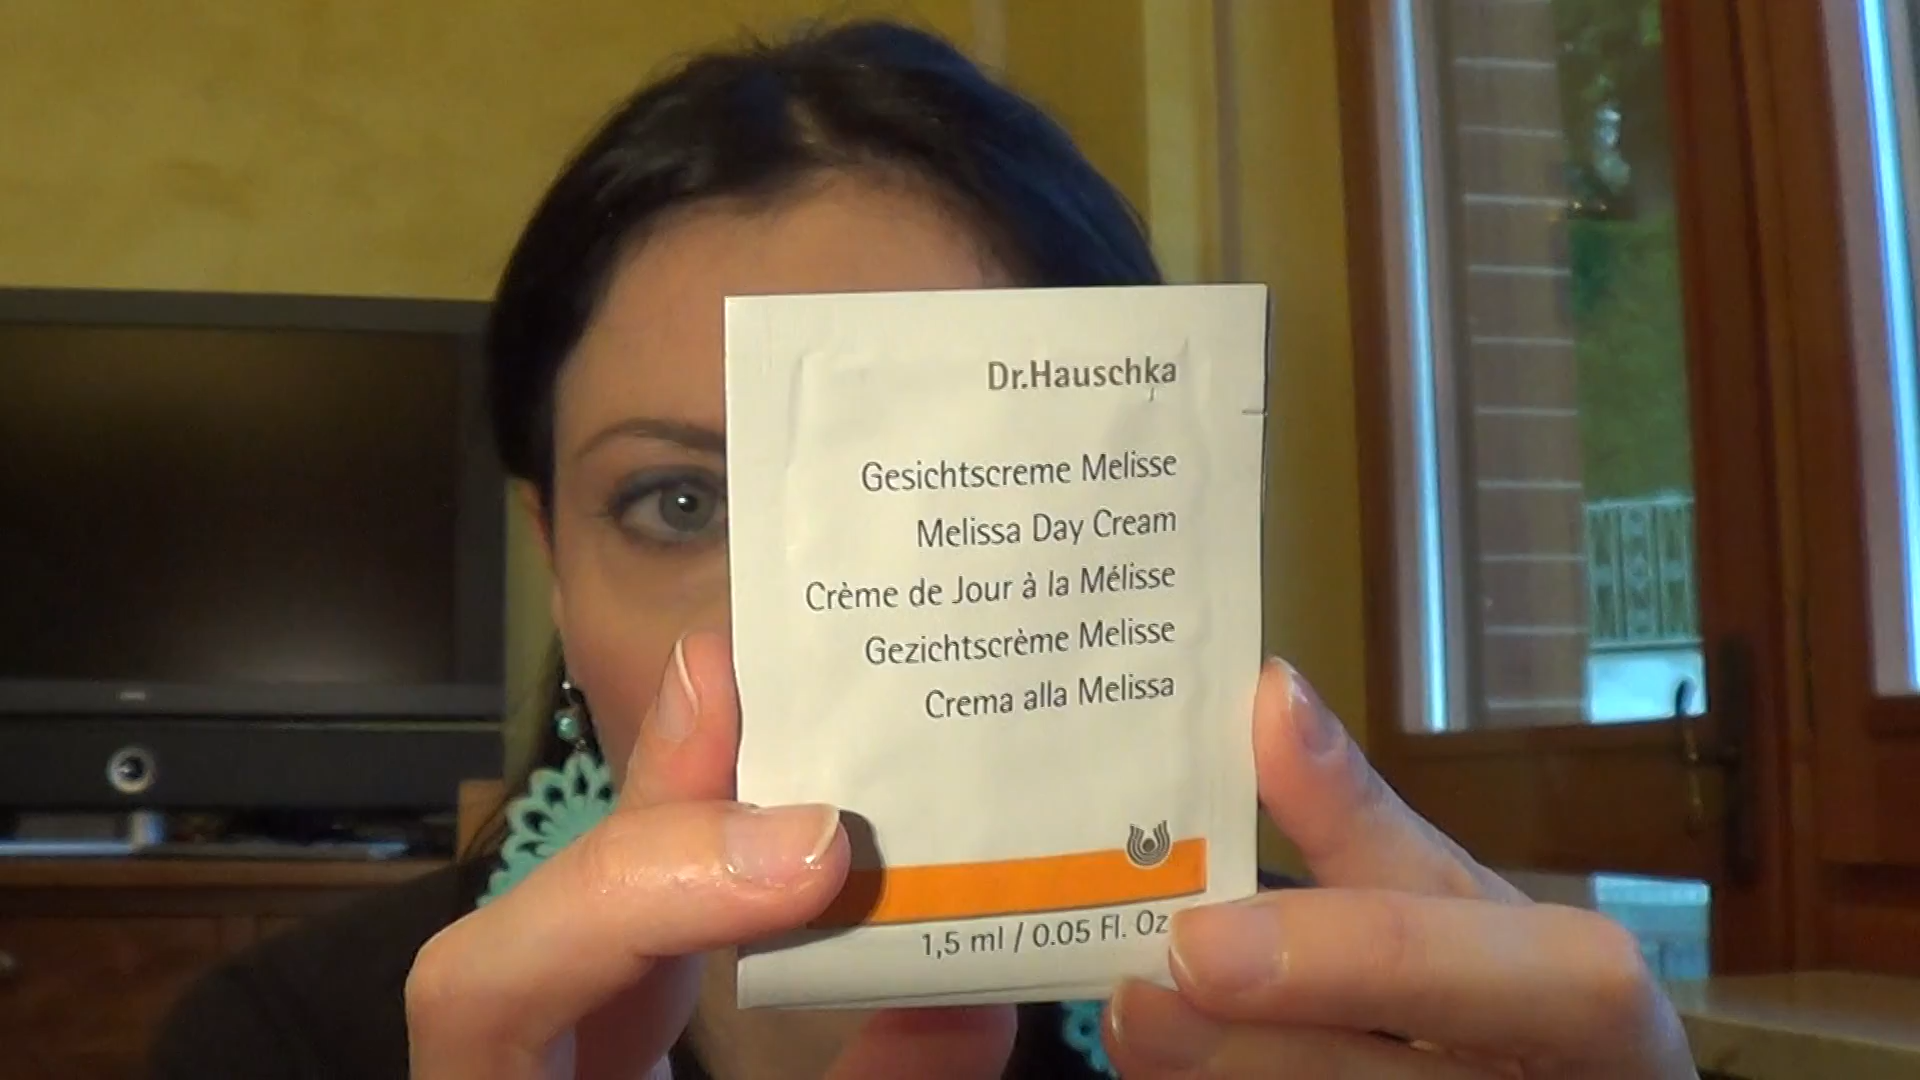 Dr.Hauschka
Gesichtscreme Melisse
Melissa Day Cream
Crème de Jour à la Mélisse
Gezichtscrème Melisse
Crema alla Melissa
1,5 ml / 0.05 Fl. Oz